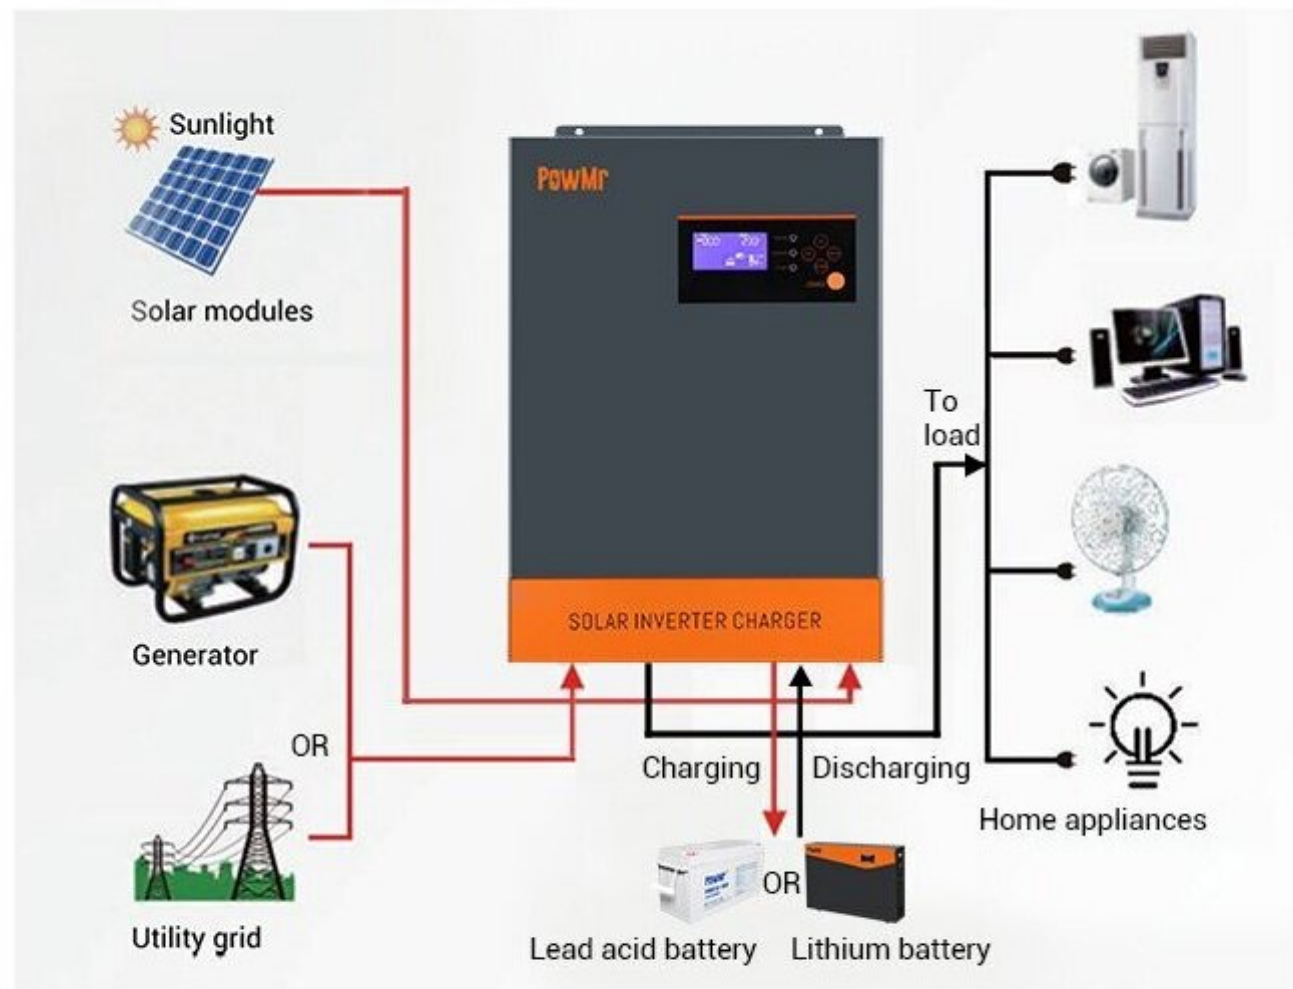 Sunlight
Solar modules
PowMr
To
load
SOLAR INVERTER CHARGER
Generator
OR
Charging
Discharging
Home appliances
OR
Utility grid
Lead acid battery
Lithium battery